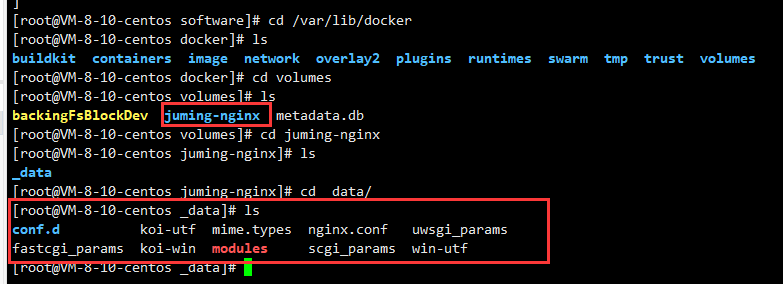 ]
[root@VM-8-10-centos software]# cd /var/lib/docker
[root@VM-8-10-centos docker]# ls
buildkit containers image network overlay2 plugins runtimes swarm tmp trust volumes
[root@VM-8-10-centos docker]# cd volumes
[root@VM-8-10-centos volumes]# ls
backingFsBlockDev juming-nginx metadata.db
[root@VM-8-10-centos volumes]# cd juming-nginx
[root@VM-8-10-centos juming-nginx]# ls
_data
[root@VM-8-10-centos juming-nginx]# cd data/
[root@VM-8-10-centos _data]# ls
conf.d koi-utf mime.types nginx.conf uwsgi_params
fastcgi_params koi-win modules scgi_params win-utf
[root@VM-8-10-centos _data]#